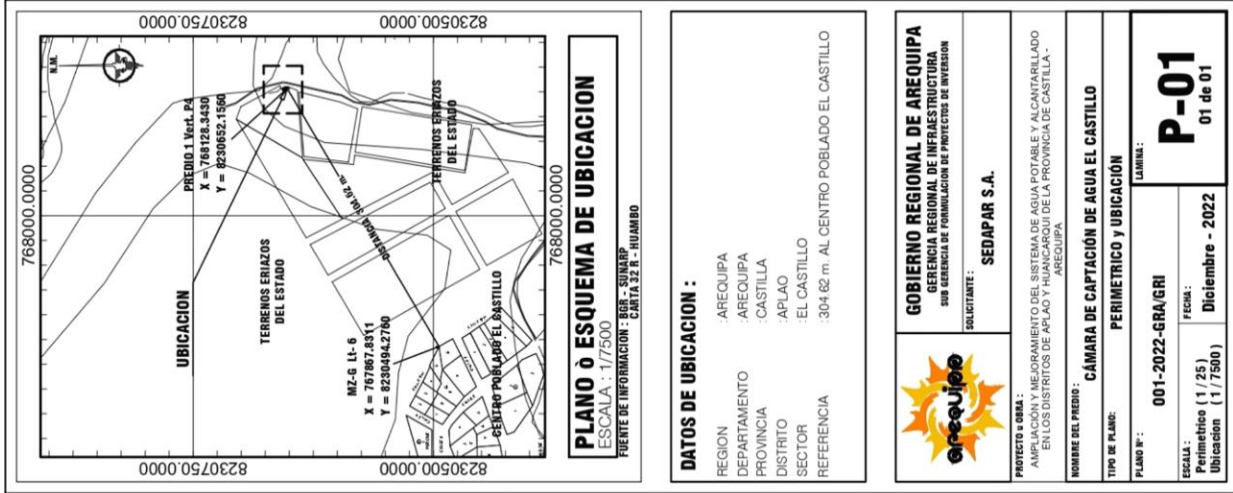 768000.0000
8230750.0000
8230750.0000
8230500.0000
8230500.0000
N.M.
PREDIO 1 Vert. P4
X = 768128.3430
Y = 8230652.1560
UBICACION
TERRENOS ERIAZOS
DEL ESTADO
TERRENOS ERIAZOS
DEL ESTADO
DISTANCIA 304.62 m.
MZ-G Lt- 6
X = 767867.8311
Y = 8230494.2760
CENTRO POBLADO EL CASTILLO
768000.0000
PLANO ò ESQUEMA DE UBICACION
ESCALA : 1/7500
FUENTE DE INFORMACION : BGR - SUNARP
CARTA 32 R - HUAMBO
DATOS DE UBICACION :
REGION : AREQUIPA
DEPARTAMENTO : AREQUIPA
PROVINCIA : CASTILLA
DISTRITO : APLAO
SECTOR : EL CASTILLO
REFERENCIA : 304.62 m. AL CENTRO POBLADO EL CASTILLO
arequipa
GOBIERNO REGIONAL DE AREQUIPA
GERENCIA REGIONAL DE INFRAESTRUCTURA
SUB GERENCIA DE FORMULACION DE PROYECTOS DE INVERSION
SOLICITANTE :
SEDAPAR S.A.
PROYECTO u OBRA :
AMPLIACIÓN Y MEJORAMIENTO DEL SISTEMA DE AGUA POTABLE Y ALCANTARILLADO
EN LOS DISTRITOS DE APLAO Y HUANCARQUI DE LA PROVINCIA DE CASTILLA -
AREQUIPA
NOMBRE DEL PREDIO :
CÁMARA DE CAPTACIÓN DE AGUA EL CASTILLO
TIPO DE PLANO:
PERIMETRICO y UBICACIÓN
PLANO Nº :
001-2022-GRA/GRI
LAMINA :
P-01
01 de 01
ESCALA :
Perimetrico ( 1 / 25 )
Ubicacion ( 1 / 7500 )
FECHA :
Diciembre - 2022